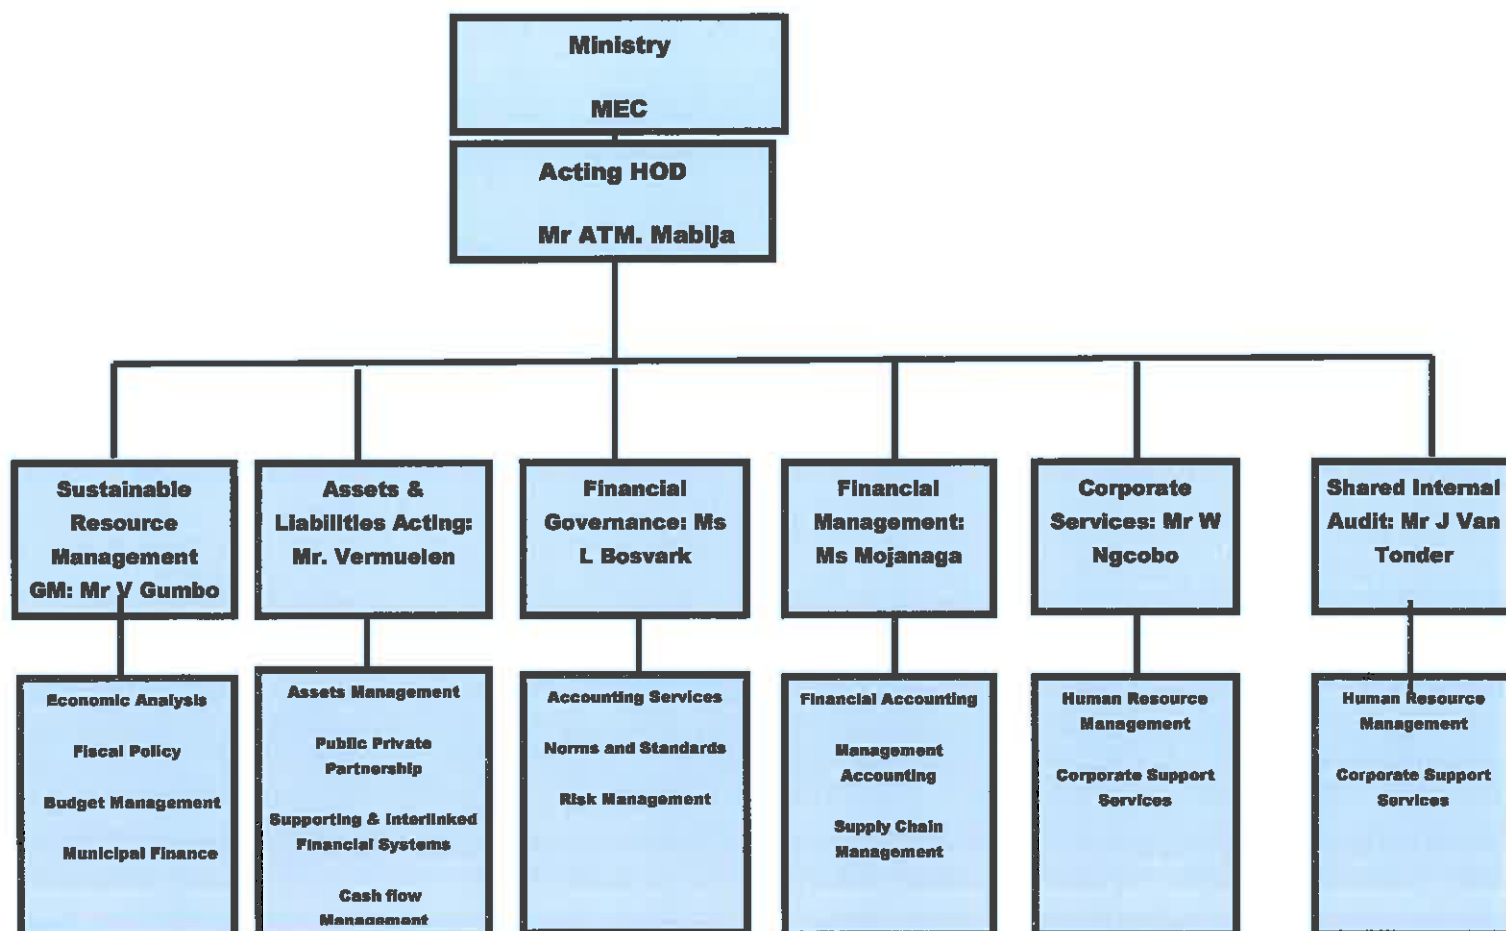 Ministry
MEC
Acting HOD
Mr ATM. Mabija
Sustainable
Resource
Management
GM: Mr V Gumbo
Assets &
Liabilities Acting:
Mr. Vermuelen
Financial
Governance: Ms
L Bosvark
Financial
Management:
Ms Mojanaga
Corporate
Services: Mr W
Ngcobo
Shared Internal
Audit: Mr J Van
Tonder
Economic Analysis
Fiscal Policy
Budget Management
Municipal Finance
Assets Management
Public Private
Partnership
Supporting & Interlinked
Financial Systems
Cash flow
Management
Accounting Services
Norms and Standards
Risk Management
Financial Accounting
Management
Accounting
Supply Chain
Management
Human Resource
Management
Corporate Support
Services
Human Resource
Management
Corporate Support
Services